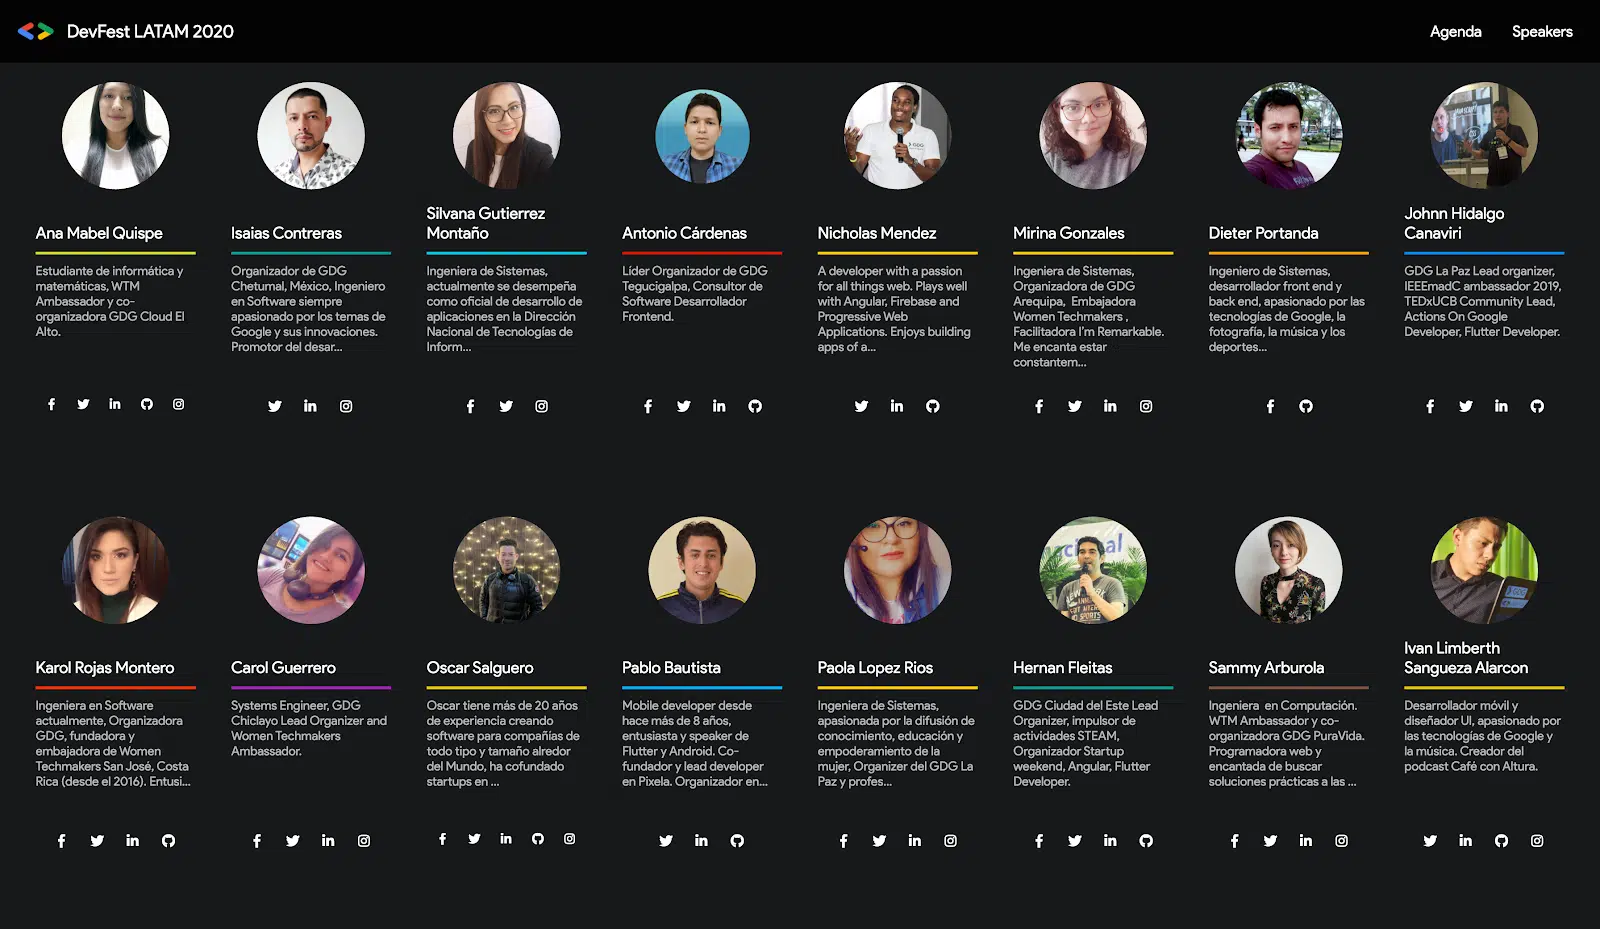 DevFest LATAM 2020
Agenda
Speakers
Ana Mabel Quispe
Estudiante de informática y
matemáticas, WTM
Ambassador y co-
organizadora GDG Cloud El
Alto.
Isaias Contreras
Organizador de GDG
Chetumal, México, Ingeniero
en Software siempre
apasionado por los temas de
Google y sus innovaciones.
Promotor del desar...
Silvana Gutierrez
Montaño
Ingeniera de Sistemas,
actualmente se desempeña
como oficial de desarrollo de
aplicaciones en la Dirección
Nacional de Tecnologías de
Inform...
Antonio Cárdenas
Líder Organizador de GDG
Tegucigalpa, Consultor de
Software Desarrollador
Frontend.
Nicholas Mendez
A developer with a passion
for all things web. Plays well
with Angular, Firebase and
Progressive Web
Applications. Enjoys building
apps of a...
Mirina Gonzales
Ingeniera de Sistemas,
Organizadora de GDG
Arequipa, Embajadora
Women Techmakers ,
Facilitadora I'm Remarkable.
Me encanta estar
constantem...
Dieter Portanda
Ingeniero de Sistemas,
desarrollador front end y
back end, apasionado por las
tecnologías de Google, la
fotografía, la música y los
deportes...
Johnn Hidalgo
Canaviri
GDG La Paz Lead organizer,
IEEEmadC ambassador 2019,
TEDxUCB Community Lead,
Actions On Google
Developer, Flutter Developer.
Karol Rojas Montero
Ingeniera en Software
actualmente, Organizadora
GDG, fundadora y
embajadora de Women
Techmakers San José, Costa
Rica (desde el 2016). Entusi...
Carol Guerrero
Systems Engineer, GDG
Chiclayo Lead Organizer and
Women Techmakers
Ambassador.
Oscar Salguero
Oscar tiene más de 20 años
de experiencia creando
software para compañías de
todo tipo y tamaño alredor
del Mundo, ha cofundado
startups en ...
Pablo Bautista
Mobile developer desde
hace más de 8 años,
entusiasta y speaker de
Flutter y Android. Co-
fundador y lead developer
en Pixela. Organizador en...
Paola Lopez Rios
Ingeniera de Sistemas,
apasionada por la difusión de
conocimiento, educación y
empoderamiento de la
mujer, Organizer del GDG La
Paz y profes...
Hernan Fleitas
GDG Ciudad del Este Lead
Organizer, impulsor de
actividades STEAM,
Organizador Startup
weekend, Angular, Flutter
Developer.
Sammy Arburola
Ingeniera en Computación.
WTM Ambassador y co-
organizadora GDG PuraVida.
Programadora web y
encantada de buscar
soluciones prácticas a las ...
Ivan Limberth
Sangueza Alarcon
Desarrollador móvil y
diseñador UI, apasionado por
las tecnologías de Google y
la música. Creador del
podcast Café con Altura.